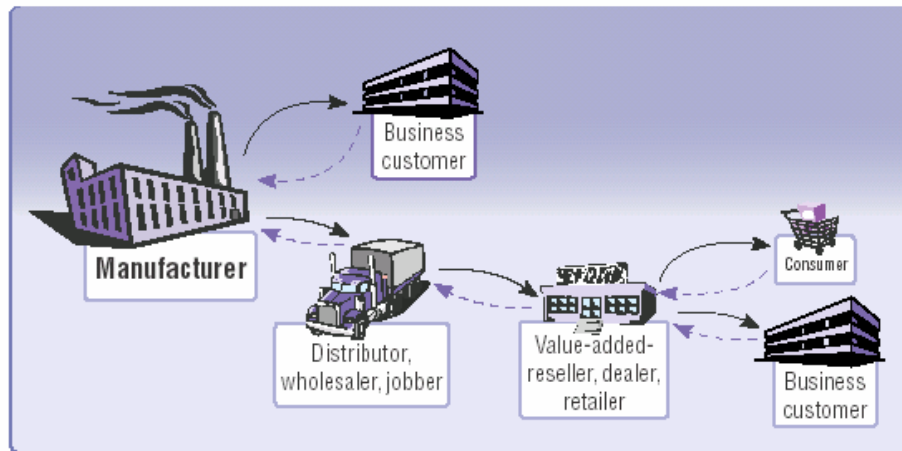 Business
customer
Manufacturer
Distributor,
wholesaler, jobber
Value-added-
reseller, dealer,
retailer
Consumer
Business
customer